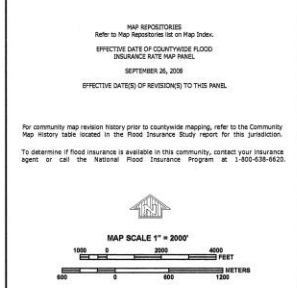 MAP REPOSITORIES
Refer to Map Repositories list on Map Index.
EFFECTIVE DATE OF COUNTYWIDE FLOOD
INSURANCE RATE MAP PANEL
SEPTEMBER 26, 2008
EFFECTIVE DATE(S) OF REVISION(S) TO THIS PANEL
For community map revision history prior to countywide mapping, refer to the Community
Map History table located in the Flood Insurance Study report for this jurisdiction.
To determine if flood insurance is available in this community, contact your insurance
agent or call the National Flood Insurance Program at 1-800-638-6620.
N
MAP SCALE 1" = 2000'
1000 0 2000 4000
FEET
METERS
600 0 600 1200